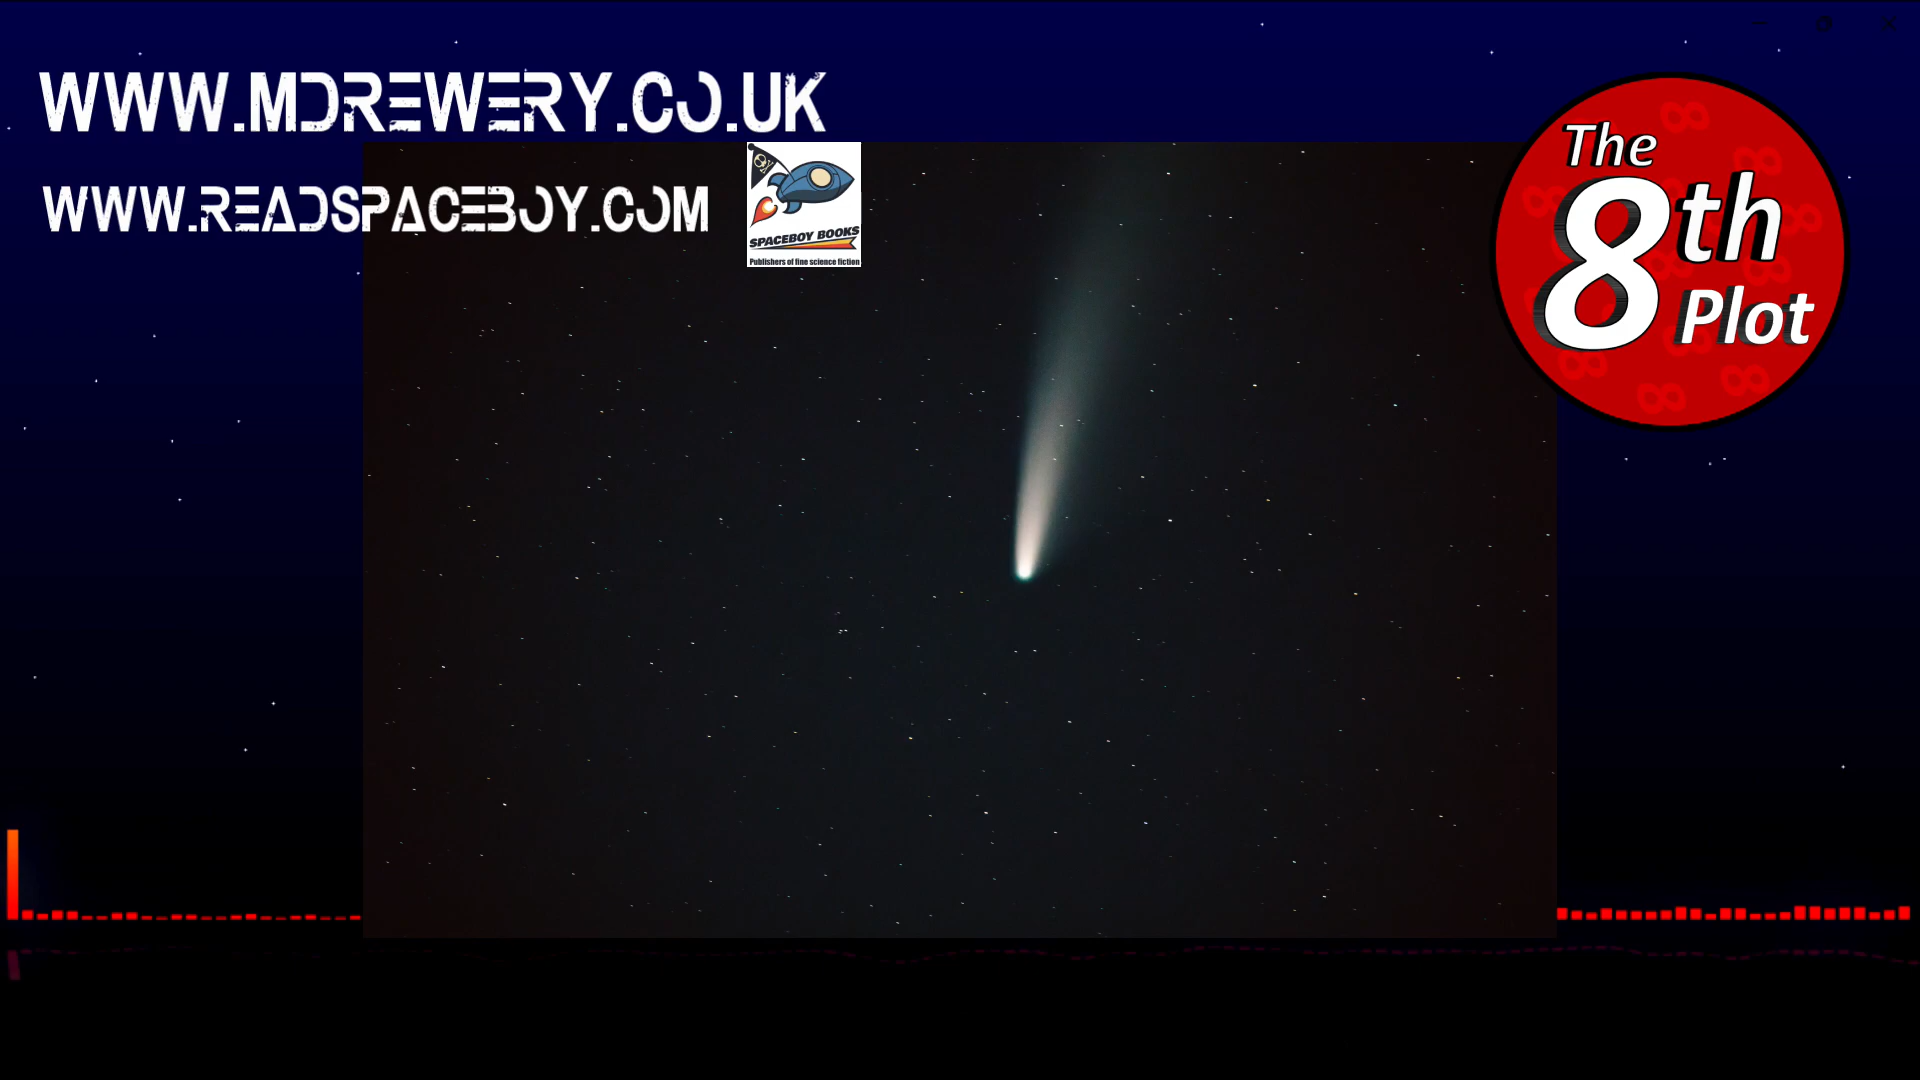 WWW.MDREWERY.CO.UK
WWW.READSPACEBOY.COM
SPACEBOY BOOKS
Publishers of fine science fiction
The
8th
Plot